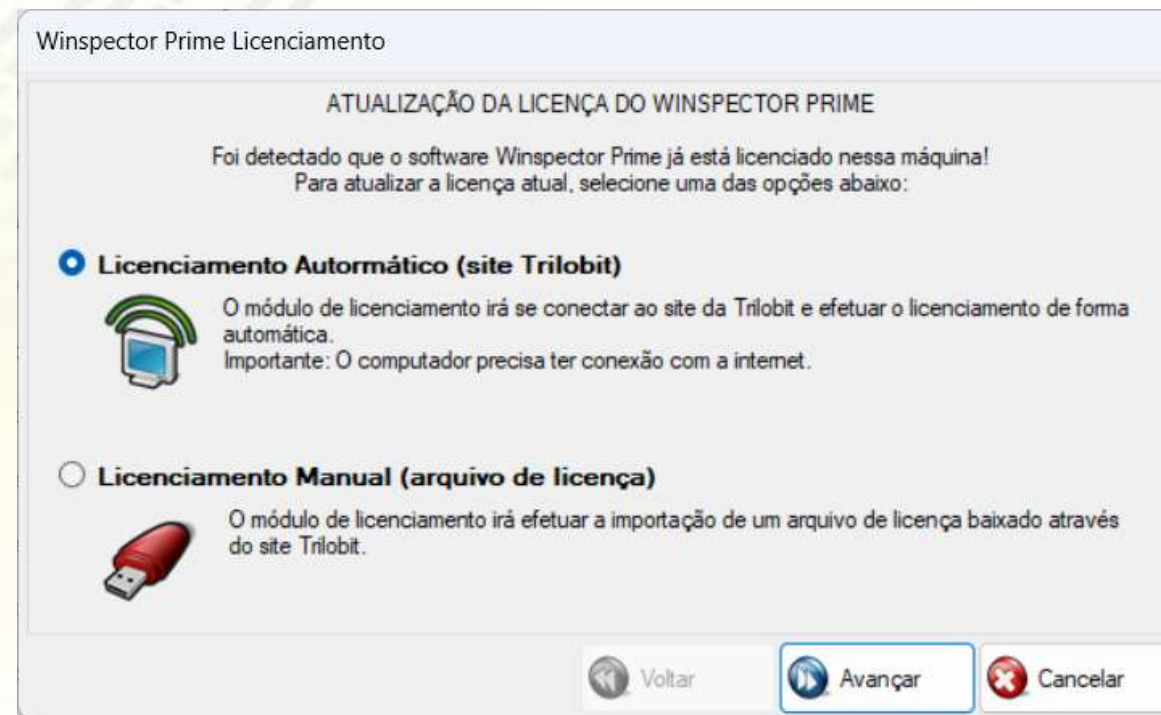 Winspector Prime Licenciamento
ATUALIZAÇÃO DA LICENÇA DO WINSPECTOR PRIME
Foi detectado que o software Winspector Prime já está licenciado nessa máquina!
Para atualizar a licença atual, selecione uma das opções abaixo:
Licenciamento Autormático (site Trilobit)
O módulo de licenciamento irá se conectar ao site da Trilobit e efetuar o licenciamento de forma
automática.
Importante: O computador precisa ter conexão com a internet.
Licenciamento Manual (arquivo de licença)
O módulo de licenciamento irá efetuar a importação de um arquivo de licença baixado através
do site Trilobit.
Voltar Avançar Cancelar